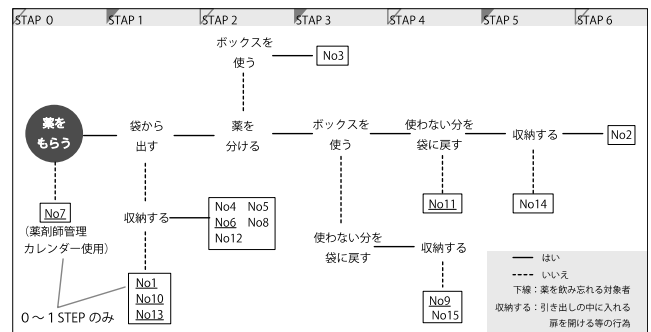 STAP 0 STAP 1 STAP 2 STAP 3 STAP 4 STAP 5 STAP 6
ボックスを
使う
No3
薬を
もらう
袋から
出す
薬を
分ける
ボックスを
使う
使わない分を
袋に戻す
収納する
No2
No7
(薬剤師管理
カレンダー使用)
収納する
No4 No5
No6 No8
No12
No11
No14
使わない分を
袋に戻す
収納する
No1
No10
No13
No9
No15
0〜1 STEP のみ
はい
いいえ
下線:薬を飲み忘れる対象者
収納する:引き出しの中に入れる
扉を開ける等の行為